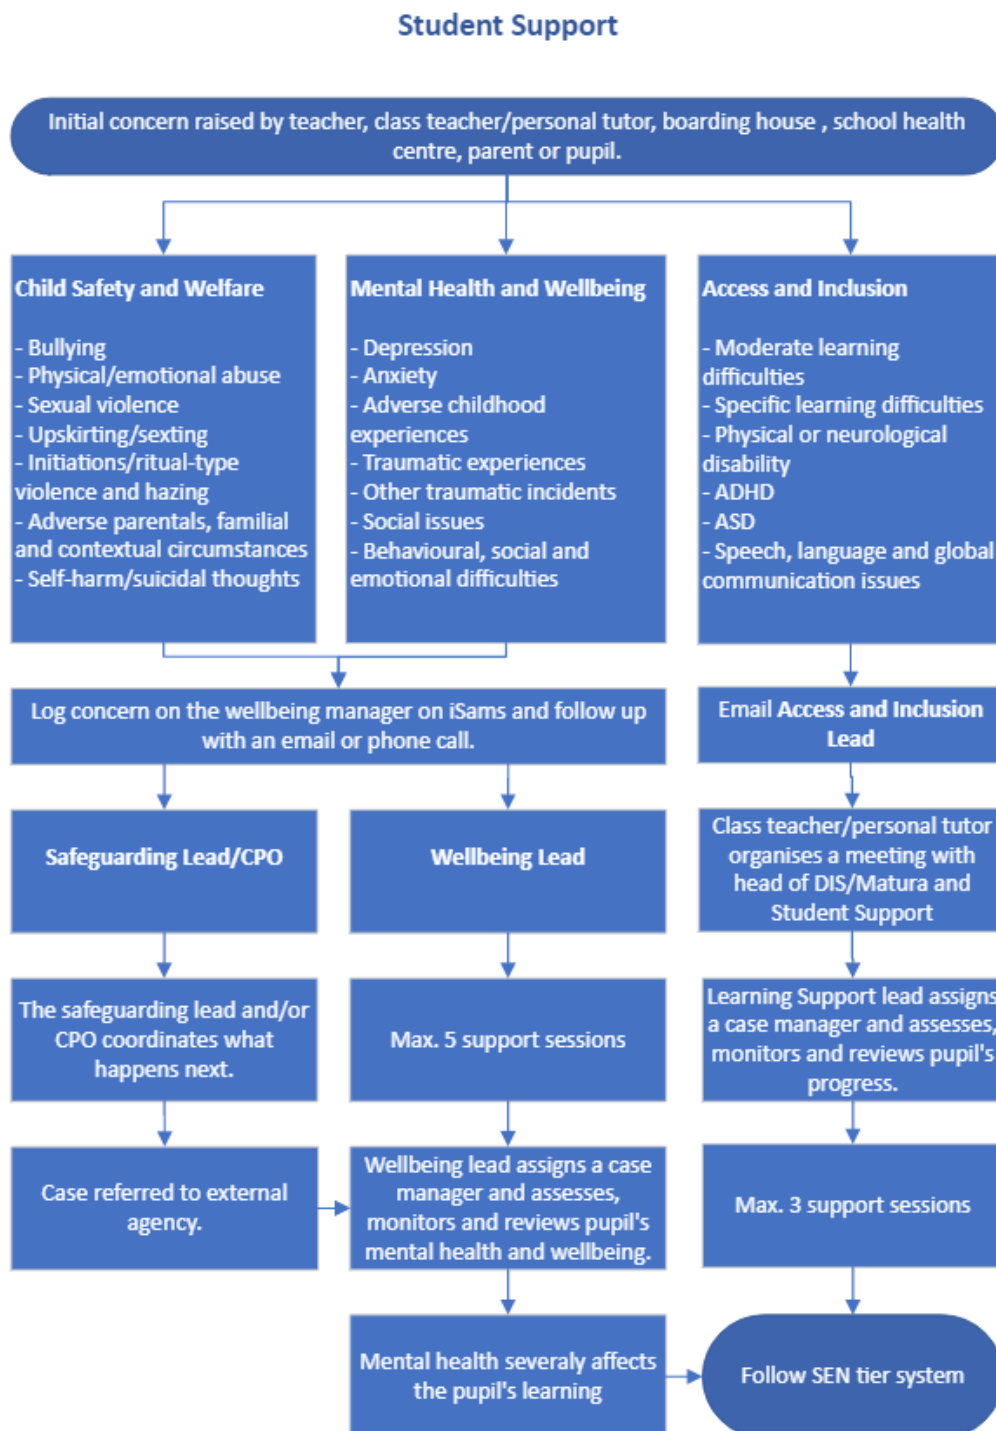 Student Support
Initial concern raised by teacher, class teacher/personal tutor, boarding house , school health
centre, parent or pupil.
Child Safety and Welfare
- Bullying
- Physical/emotional abuse
- Sexual violence
- Upskirting/sexting
- Initiations/ritual-type
violence and hazing
- Adverse parentals, familial
and contextual circumstances
- Self-harm/suicidal thoughts
Mental Health and Wellbeing
- Depression
- Anxiety
- Adverse childhood
experiences
- Traumatic experiences
- Other traumatic incidents
- Social issues
- Behavioural, social and
emotional difficulties
Access and Inclusion
- Moderate learning
difficulties
- Specific learning difficulties
- Physical or neurological
disability
- ADHD
- ASD
- Speech, language and global
communication issues
Log concern on the wellbeing manager on iSams and follow up
with an email or phone call.
Email Access and Inclusion
Lead
Safeguarding Lead/CPO
Wellbeing Lead
Class teacher/personal tutor
organises a meeting with
head of DIS/Matura and
Student Support
The safeguarding lead and/or
CPO coordinates what
happens next.
Max. 5 support sessions
Learning Support lead assigns
a case manager and assesses,
monitors and reviews pupil's
progress.
Case referred to external
agency.
Wellbeing lead assigns a case
manager and assesses,
monitors and reviews pupil's
mental health and wellbeing.
Max. 3 support sessions
Mental health severaly affects
the pupil's learning
Follow SEN tier system